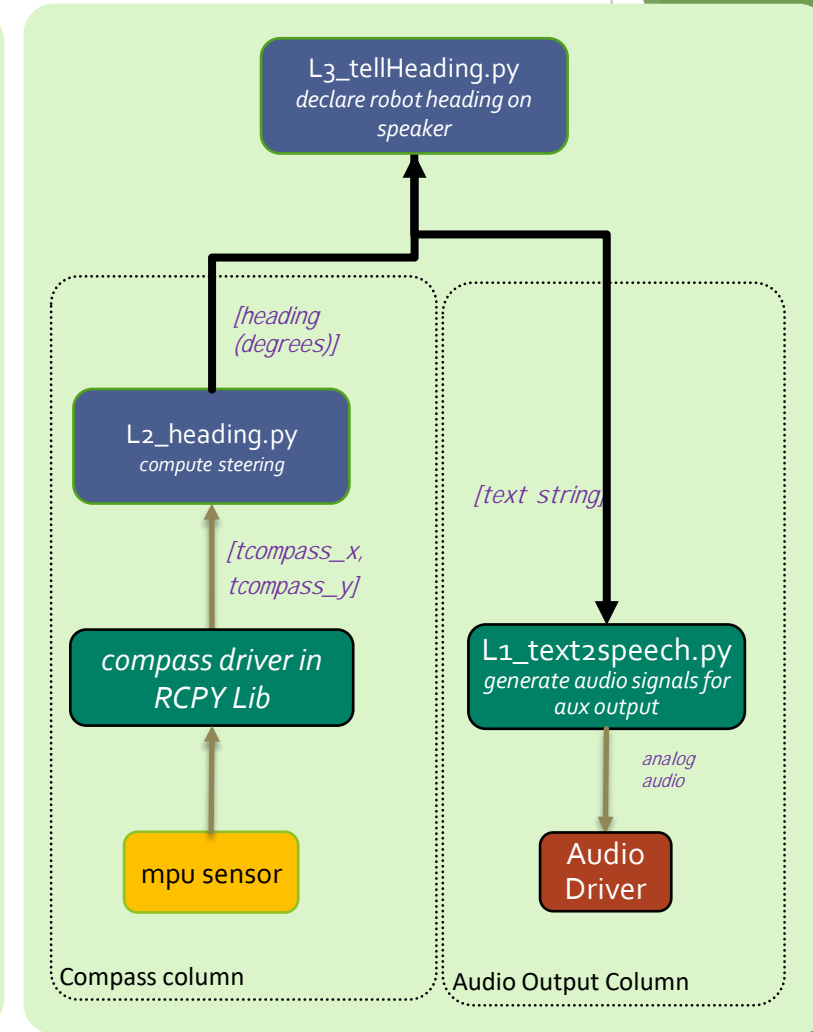 L3_tellHeading.py
declare robot heading on
speaker
[heading
(degrees)]
L2_heading.py
compute steering
[text string]
[tcompass_x,
tcompass_y]
compass driver in
RCPY Lib
L1_text2speech.py
generate audio signals for
aux output
analog
audio
mpu sensor
Audio
Driver
Compass column
Audio Output Column